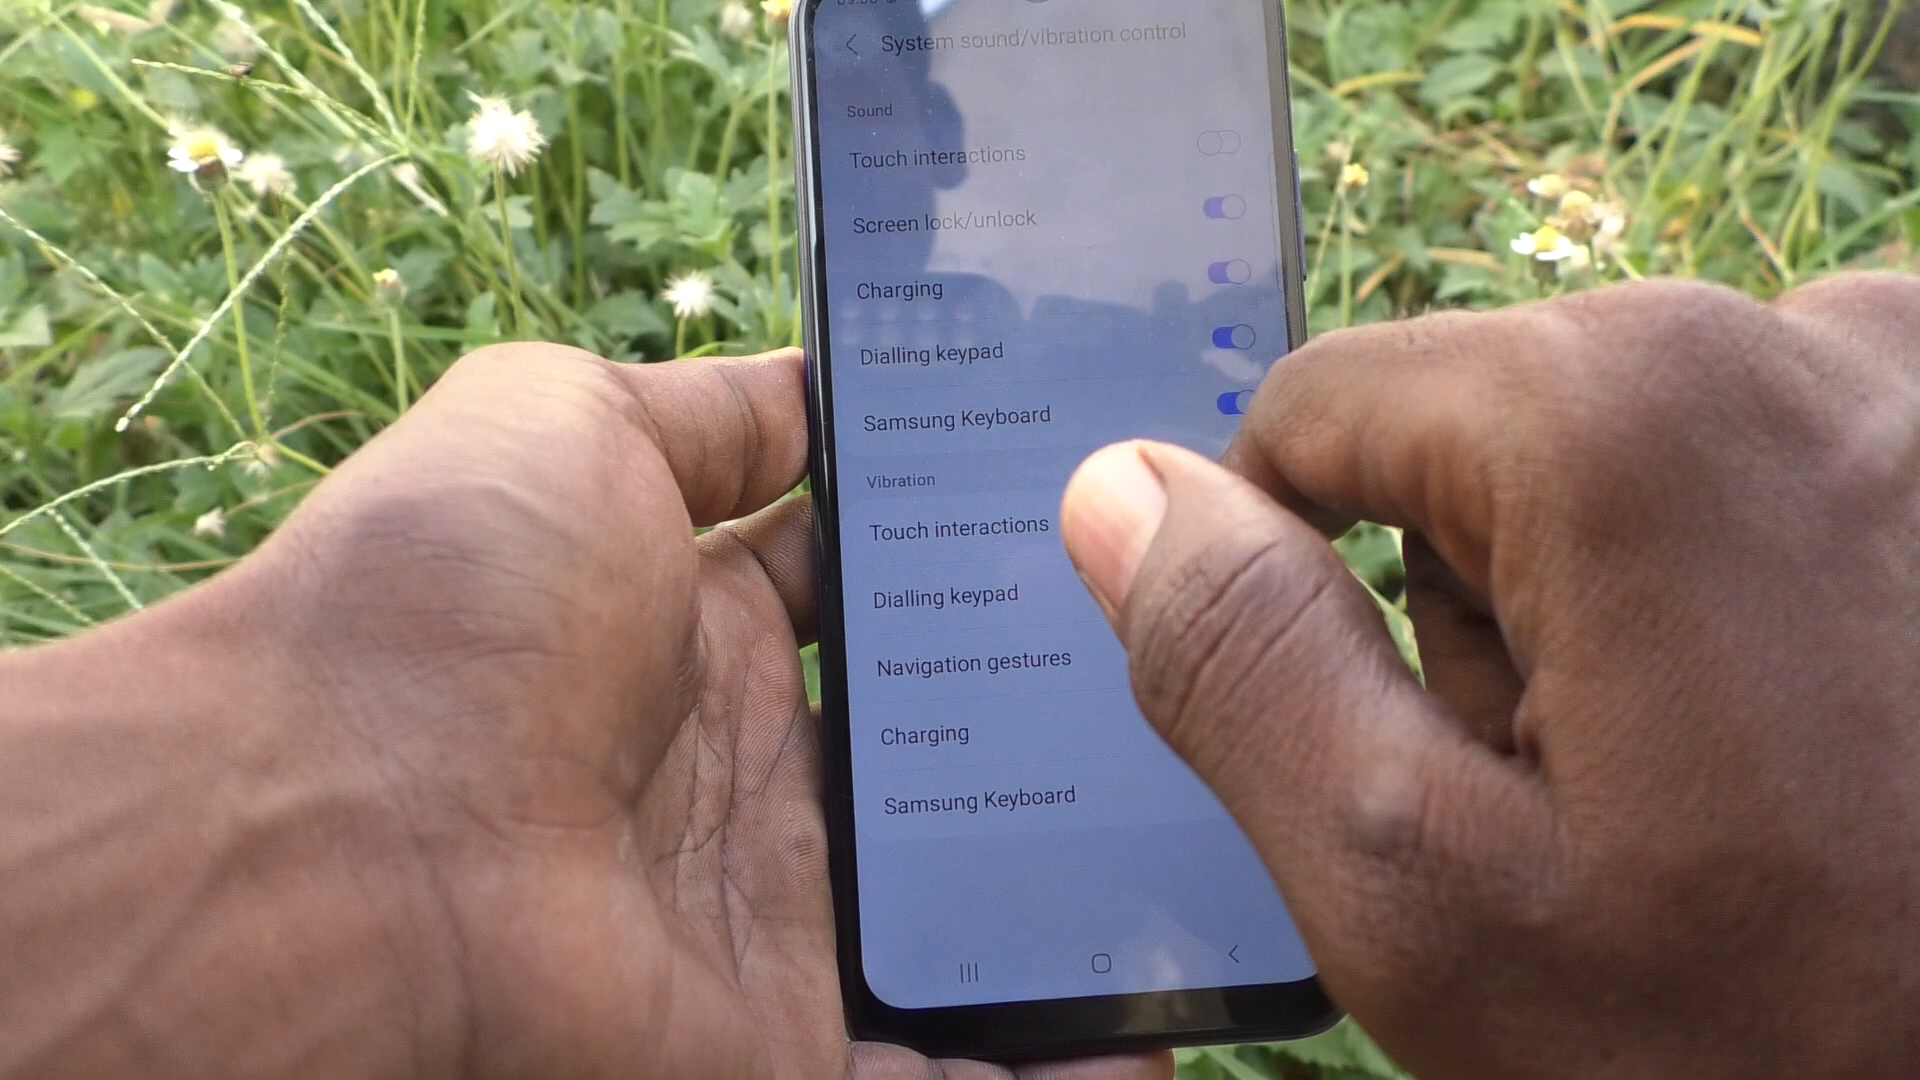 System sound/vibration control
Sound
Touch interactions
Screen lock/unlock
Charging
Dialling keypad
Samsung Keyboard
Vibration
Touch interactions
Dialling keypad
Navigation gestures
Charging
Samsung Keyboard